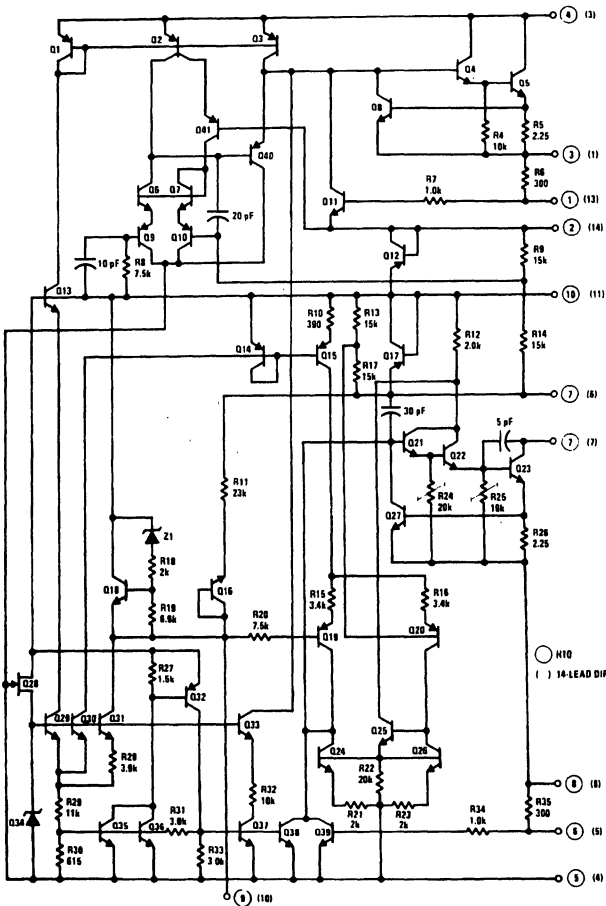 4 (3)
Q1
Q2
Q3
Q4
Q5
Q8
R5
2.25
R4
10k
3 (1)
Q41
Q40
R6
300
R7
1.0k
1 (13)
Q6
Q7
Q11
2 (14)
20 pF
Q9
Q10
Q12
R9
15k
10 pF
R8
7.5k
Q13
10 (11)
R10
390
R13
15k
R12
2.0k
R14
15k
Q14
Q15
R17
15k
Q17
7 (6)
30 pF
5 pF
7 (7)
Q21
Q22
Q23
R11
23k
R24
20k
R25
10k
Q27
R26
2.25
Z1
R18
2k
Q18
R19
6.6k
Q16
R15
3.4k
R16
3.4k
R20
7.5k
Q19
Q20
H10
( ) 14-LEAD DIP
Q28
R27
1.5k
Q32
Q29
Q30
Q31
Q33
Q25
R28
3.9k
Q24
Q26
R22
20k
8 (8)
R29
11k
R32
10k
R21
2k
R23
2k
R35
300
Q34
R31
3.0k
R34
1.0k
6 (5)
R30
615
Q35
Q36
R33
3.0k
Q37
Q38
Q39
5 (4)
9 (10)